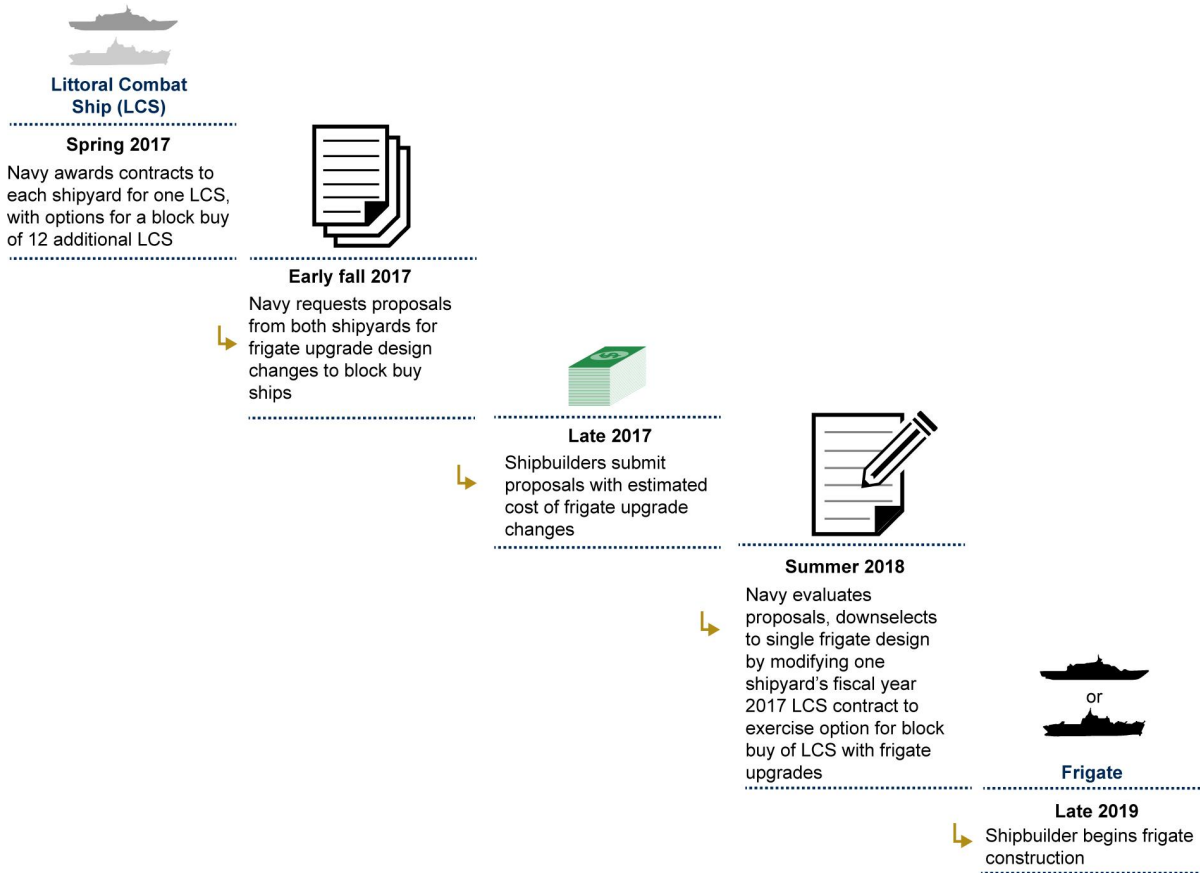 Littoral Combat
Ship (LCS)
Spring 2017
Navy awards contracts to
each shipyard for one LCS,
with options for a block buy
of 12 additional LCS
Early fall 2017
Navy requests proposals
from both shipyards for
frigate upgrade design
changes to block buy
ships
Late 2017
Shipbuilders submit
proposals with estimated
cost of frigate upgrade
changes
Summer 2018
Navy evaluates
proposals, downselects
to single frigate design
by modifying one
shipyard’s fiscal year
2017 LCS contract to
exercise option for block
buy of LCS with frigate
upgrades
or
Frigate
Late 2019
Shipbuilder begins frigate
construction